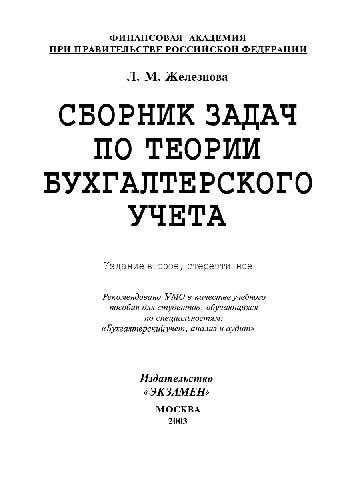 ФИНАНСОВАЯ АКАДЕМИЯ
ПРИ ПРАВИТЕЛЬСТВЕ РОССИЙСКОЙ ФЕДЕРАЦИИ
Л. М. Железнова
СБОРНИК ЗАДАЧ
ПО ТЕОРИИ
БУХГАЛТЕРСКОГО
УЧЕТА
Издание второе, стереотипное
Рекомендовано УМО в качестве учебного
пособия для студентов, обучающихся
по специальностям:
«Бухгалтерский учет, анализ и аудит»
Издательство
«ЭКЗАМЕН»
МОСКВА
2003